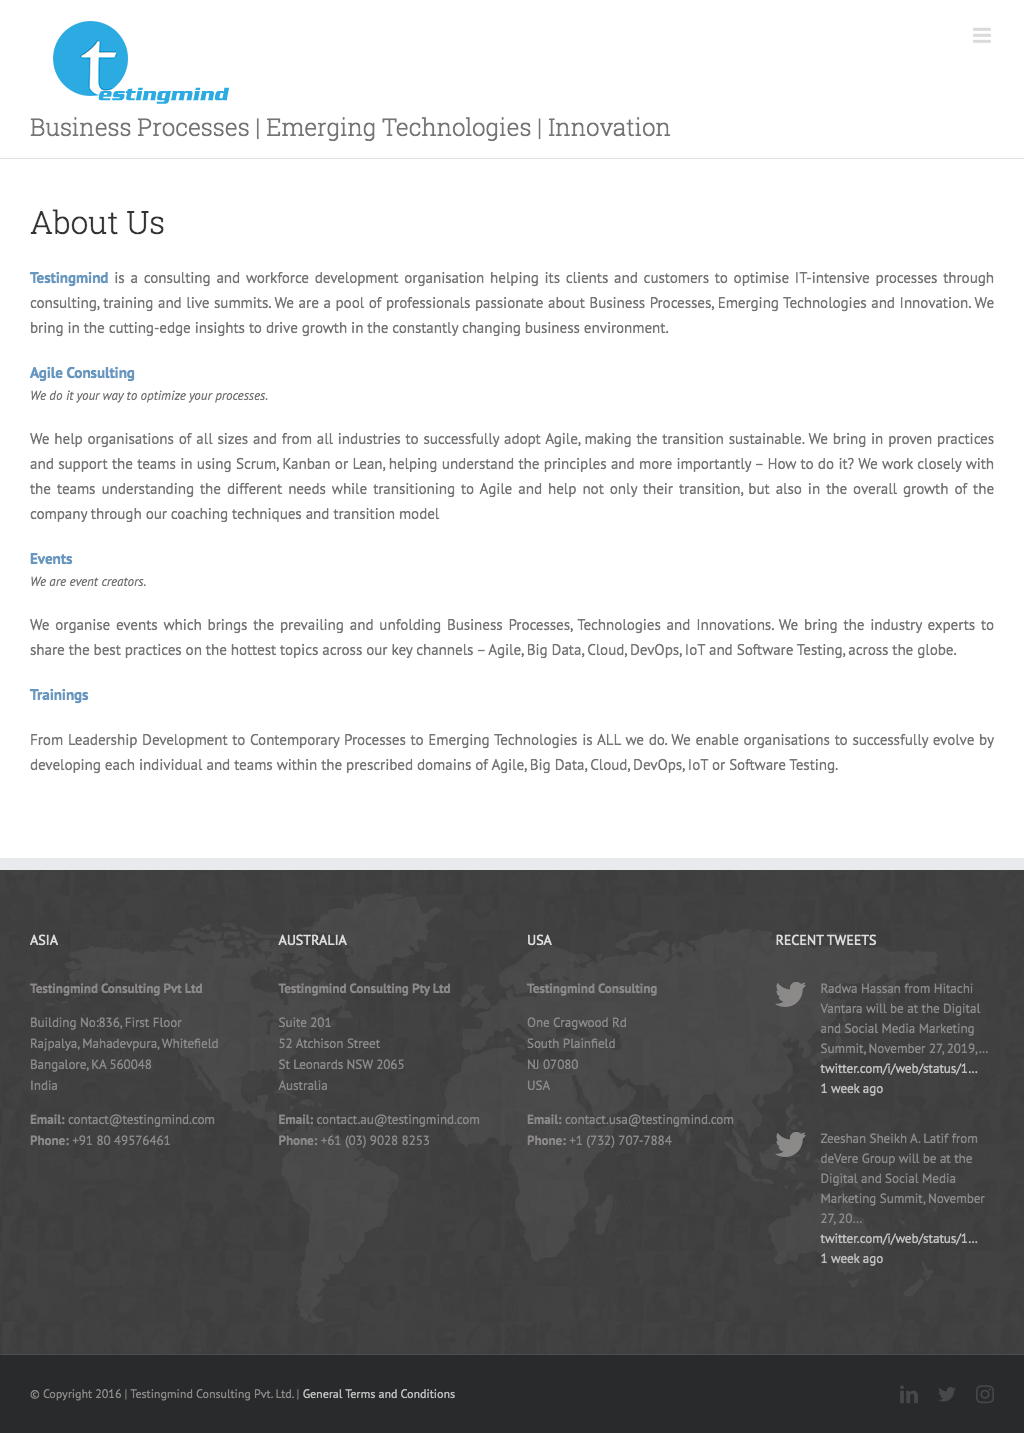 testingmind
Business Processes | Emerging Technologies | Innovation
About Us
Testingmind is a consulting and workforce development organisation helping its clients and customers to optimise IT-intensive processes through
consulting, training and live summits. We are a pool of professionals passionate about Business Processes, Emerging Technologies and Innovation. We
bring in the cutting-edge insights to drive growth in the constantly changing business environment.
Agile Consulting
We do it your way to optimize your processes.
We help organisations of all sizes and from all industries to successfully adopt Agile, making the transition sustainable. We bring in proven practices
and support the teams in using Scrum, Kanban or Lean, helping understand the principles and more importantly – How to do it? We work closely with
the teams understanding the different needs while transitioning to Agile and help not only their transition, but also in the overall growth of the
company through our coaching techniques and transition model
Events
We are event creators.
We organise events which brings the prevailing and unfolding Business Processes, Technologies and Innovations. We bring the industry experts to
share the best practices on the hottest topics across our key channels – Agile, Big Data, Cloud, DevOps, IoT and Software Testing, across the globe.
Trainings
From Leadership Development to Contemporary Processes to Emerging Technologies is ALL we do. We enable organisations to successfully evolve by
developing each individual and teams within the prescribed domains of Agile, Big Data, Cloud, DevOps, IoT or Software Testing.
ASIA
Testingmind Consulting Pvt Ltd
Building No:836, First Floor
Rajpalya, Mahadevpura, Whitefield
Bangalore, KA 560048
India
Email: contact@testingmind.com
Phone: +91 80 49576461
AUSTRALIA
Testingmind Consulting Pty Ltd
Suite 201
52 Atchison Street
St Leonards NSW 2065
Australia
Email: contact.au@testingmind.com
Phone: +61 (03) 9028 8253
USA
Testingmind Consulting
One Cragwood Rd
South Plainfield
NJ 07080
USA
Email: contact.usa@testingmind.com
Phone: +1 (732) 707-7884
RECENT TWEETS
Radwa Hassan from Hitachi
Vantara will be at the Digital
and Social Media Marketing
Summit, November 27, 2019,…
twitter.com/i/web/status/1…
1 week ago
Zeeshan Sheikh A. Latif from
deVere Group will be at the
Digital and Social Media
Marketing Summit, November
27, 20…
twitter.com/i/web/status/1…
1 week ago
© Copyright 2016 | Testingmind Consulting Pvt. Ltd. | General Terms and Conditions